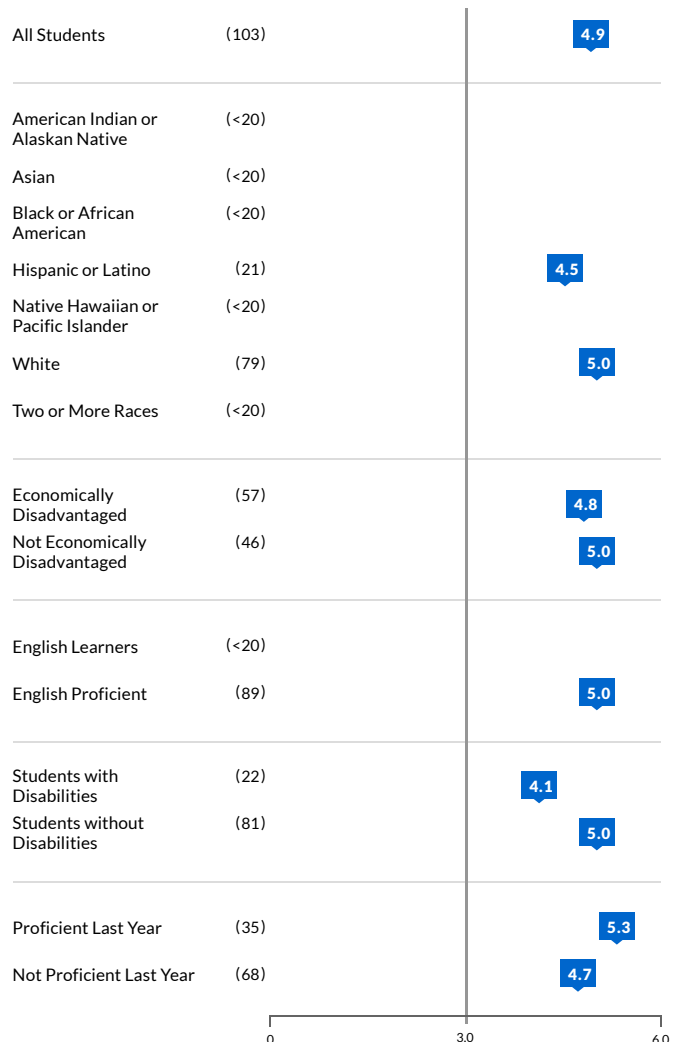 All Students (103) 4.9
American Indian or (<20)
Alaskan Native
Asian (<20)
Black or African (<20)
American
Hispanic or Latino (21) 4.5
Native Hawaiian or (<20)
Pacific Islander
White (79) 5.0
Two or More Races (<20)
Economically (57) 4.8
Disadvantaged
Not Economically (46) 5.0
Disadvantaged
English Learners (<20)
English Proficient (89) 5.0
Students with (22) 4.1
Disabilities
Students without (81) 5.0
Disabilities
Proficient Last Year (35) 5.3
Not Proficient Last Year (68) 4.7
0 3.0 6.0